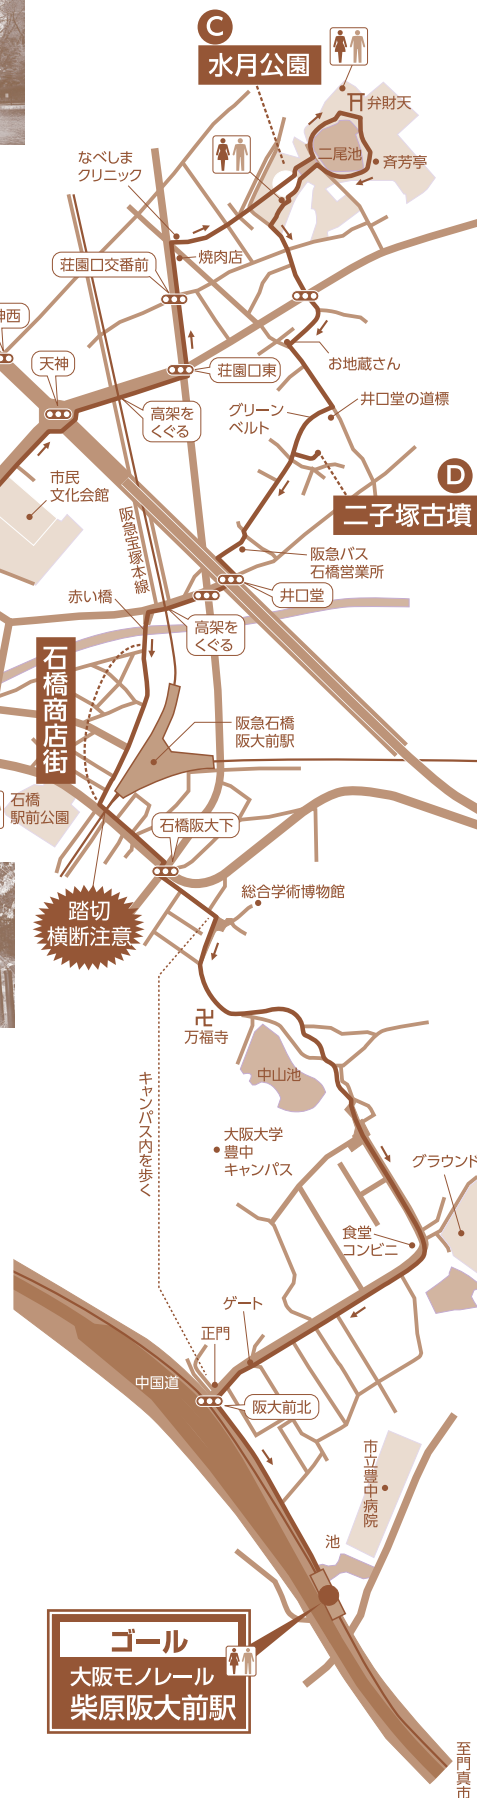 C
水月公園
弁財天
二尾池
斉芳亭
なべしま
クリニック
焼肉店
荘園口交番前
神西
天神
荘園口東
お地蔵さん
高架を
くぐる
グリーン
ベルト
井口堂の道標
市民
文化会館
D
二子塚古墳
阪急宝塚本線
阪急バス
石橋営業所
赤い橋
井口堂
高架を
くぐる
石橋商店街
阪急石橋
阪大前駅
石橋
駅前公園
石橋阪大下
踏切
横断注意
総合学術博物館
卍
万福寺
中山池
キャンパス内を歩く
大阪大学
豊中
キャンパス
グラウンド
食堂
コンビニ
ゲート
正門
中国道
阪大前北
市立豊中病院
池
ゴール
大阪モノレール
柴原阪大前駅
至門真市